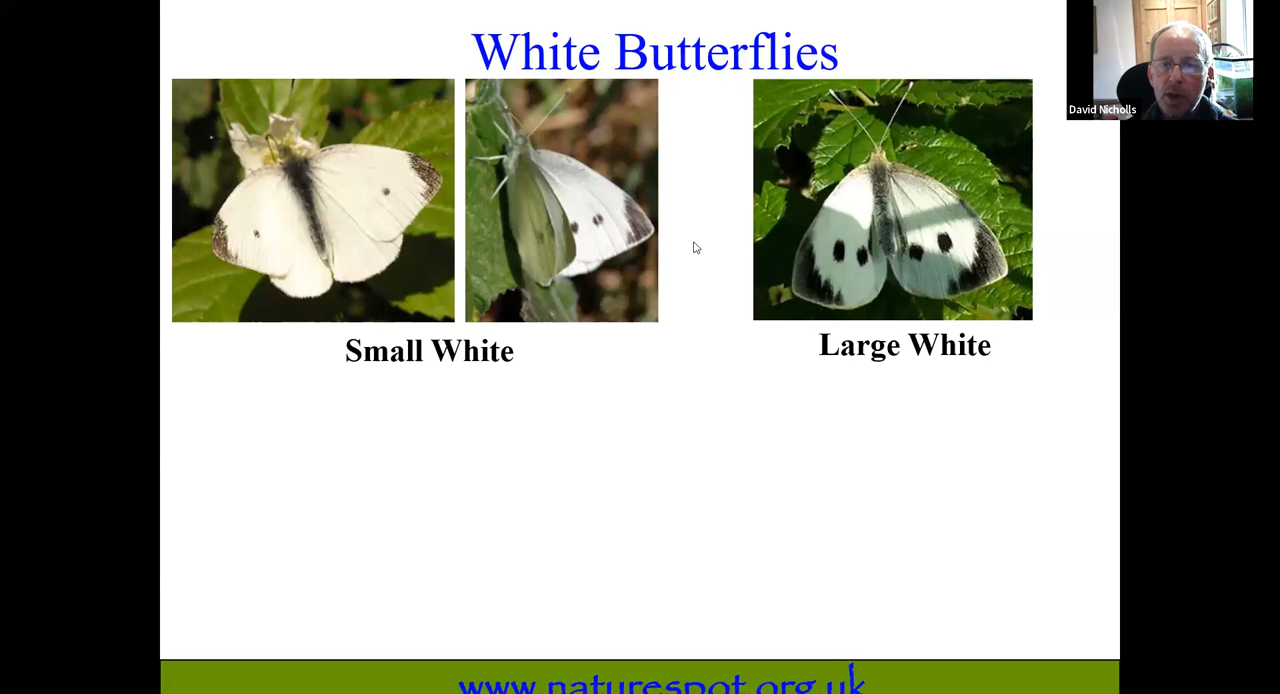 White Butterflies
David Nicholls
Small White
Large White
www.naturespot.org.uk